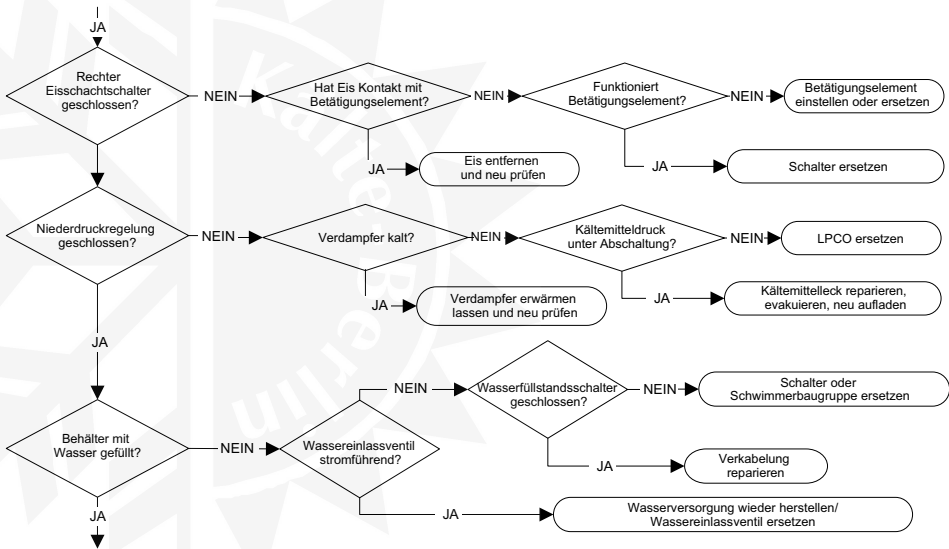 JA
Rechter
Eisschachtschalter
geschlossen?
NEIN
Hat Eis Kontakt mit
Betätigungselement?
NEIN
Funktioniert
Betätigungselement?
NEIN
Betätigungselement
einstellen oder ersetzen
JA
Eis entfernen
und neu prüfen
JA
Schalter ersetzen
Niederdruckregelung
geschlossen?
NEIN
Verdampfer kalt?
NEIN
Kältemitteldruck
unter Abschaltung?
NEIN
LPCO ersetzen
JA
Verdampfer erwärmen
lassen und neu prüfen
JA
Kältemittelleck reparieren,
evakuieren, neu aufladen
JA
NEIN
Wasserfüllstandsschalter
geschlossen?
NEIN
Schalter oder
Schwimmerbaugruppe ersetzen
Behälter mit
Wasser gefüllt?
NEIN
Wassereinlassventil
stromführend?
JA
Verkabelung
reparieren
JA
JA
Wasserversorgung wieder herstellen/
Wassereinlassventil ersetzen
Kälte Berlin